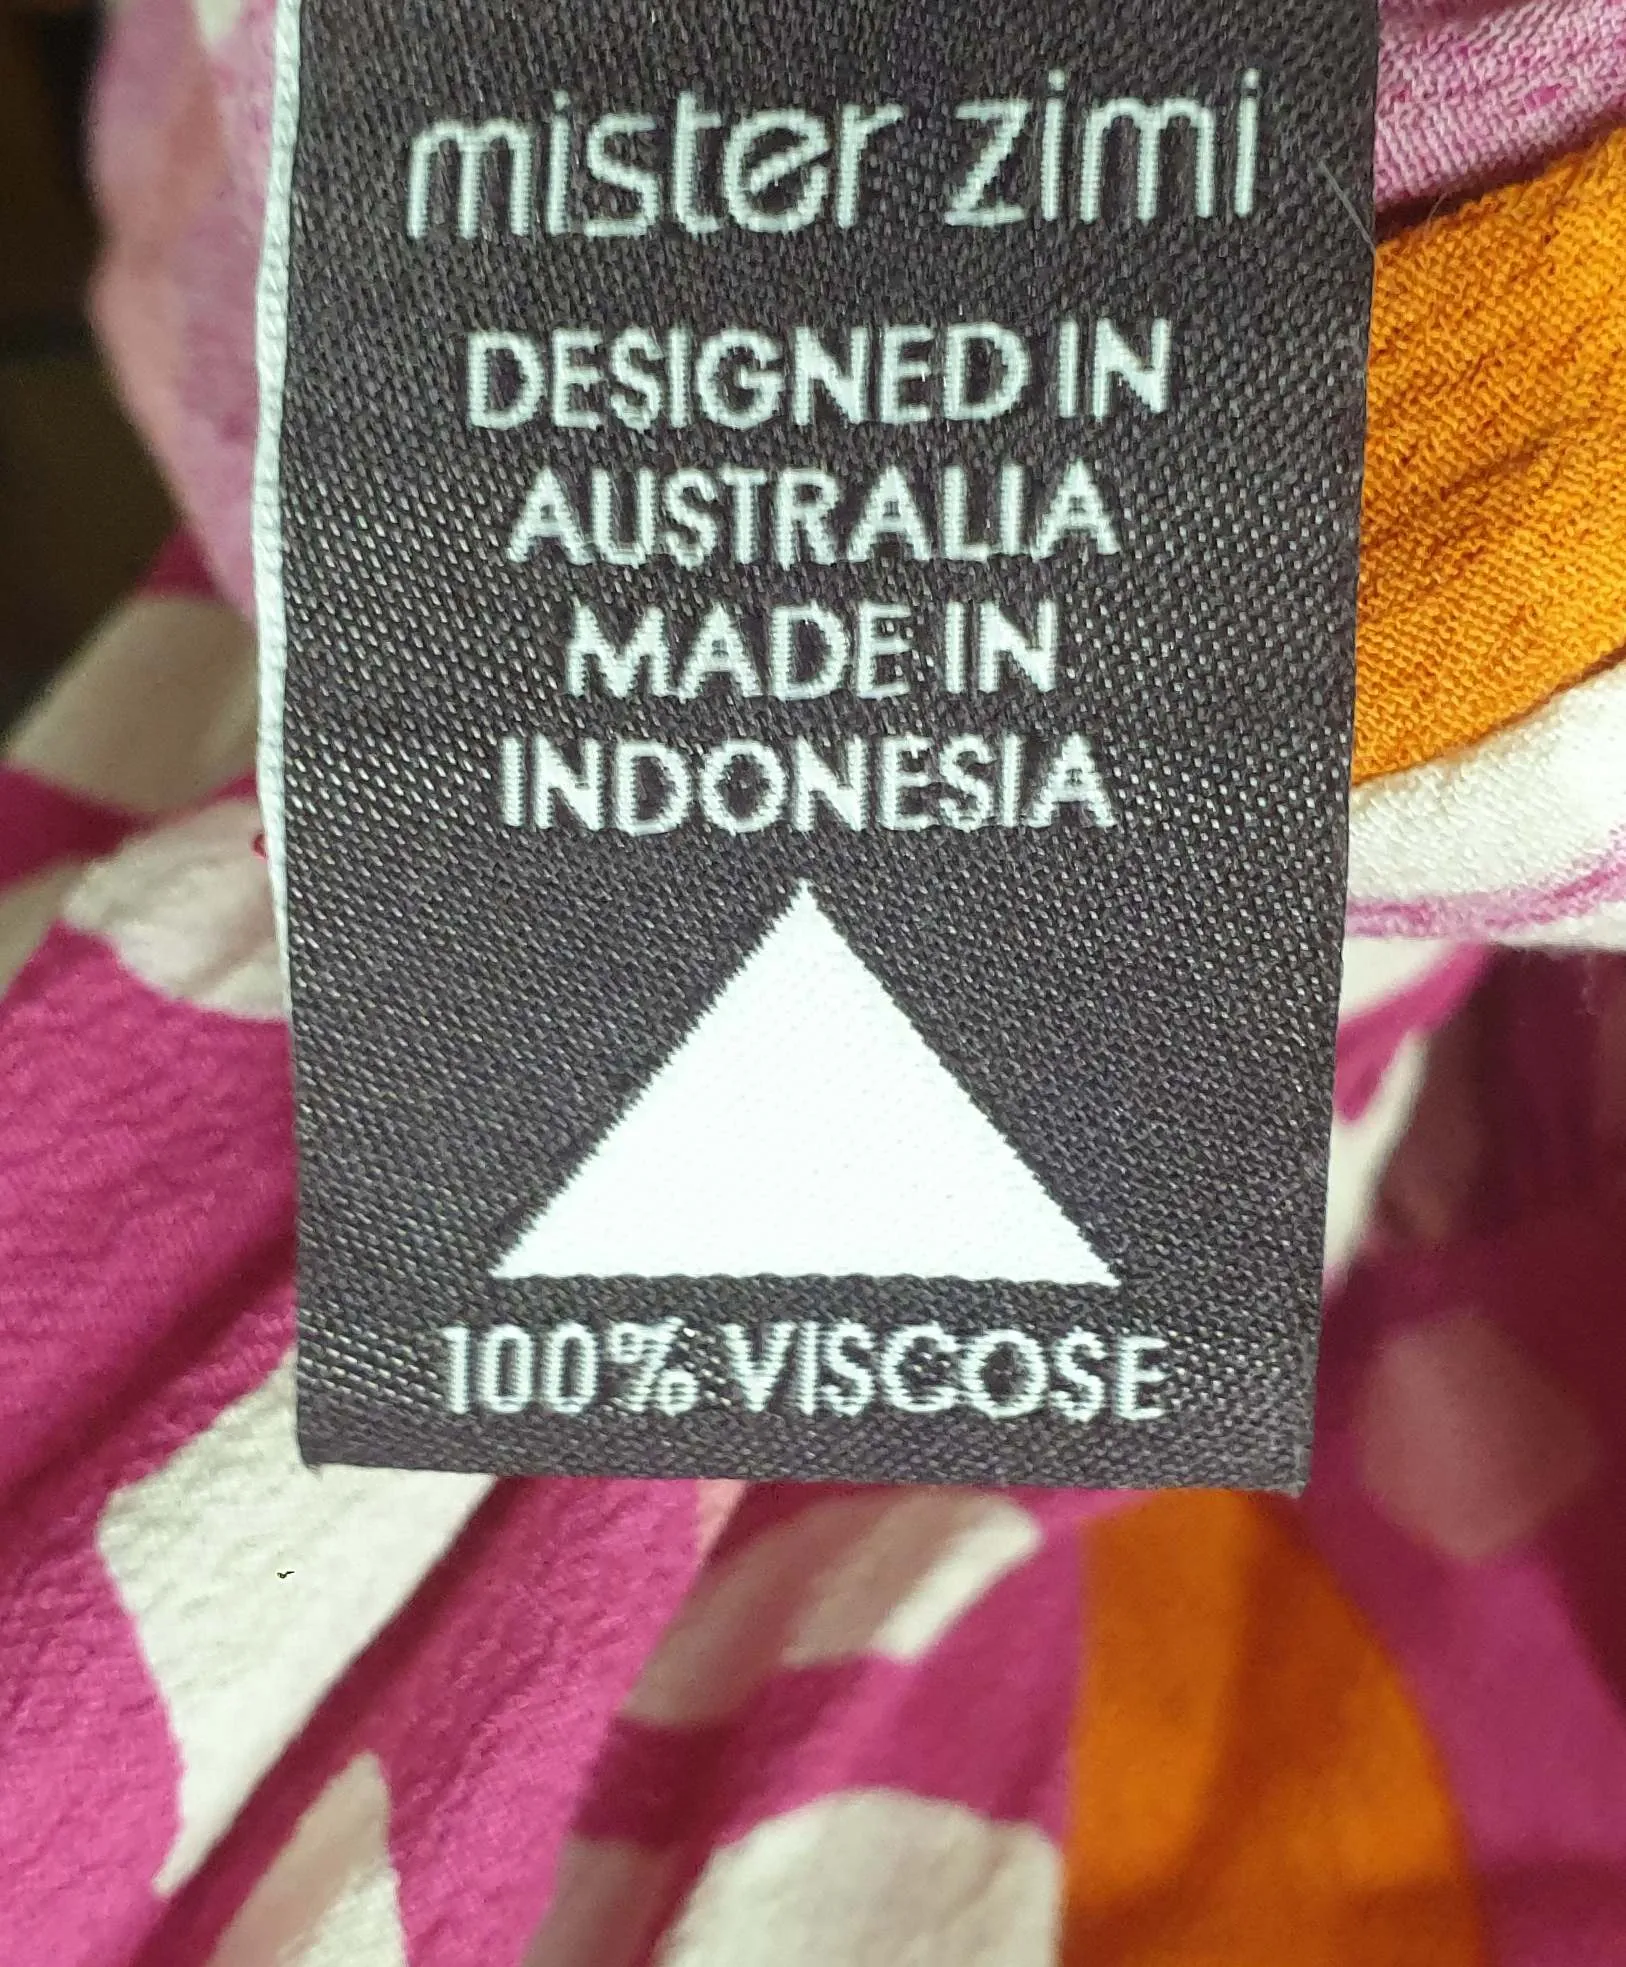 mister zimi
DESIGNED IN
AUSTRALIA
MADE IN
INDONESIA
100% VISCOSE